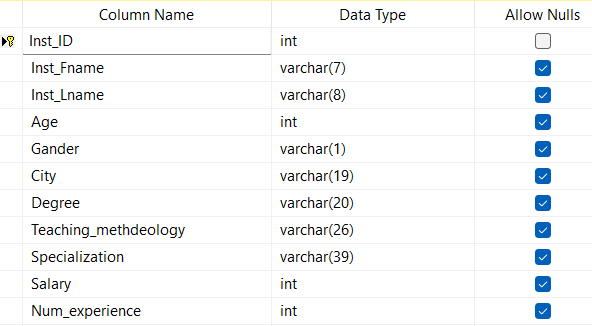 Column Name Data Type Allow Nulls
Inst_ID int
Inst_Fname varchar(7)
Inst_Lname varchar(8)
Age int
Gander varchar(1)
City varchar(19)
Degree varchar(20)
Teaching_methdeology varchar(26)
Specialization varchar(39)
Salary int
Num_experience int